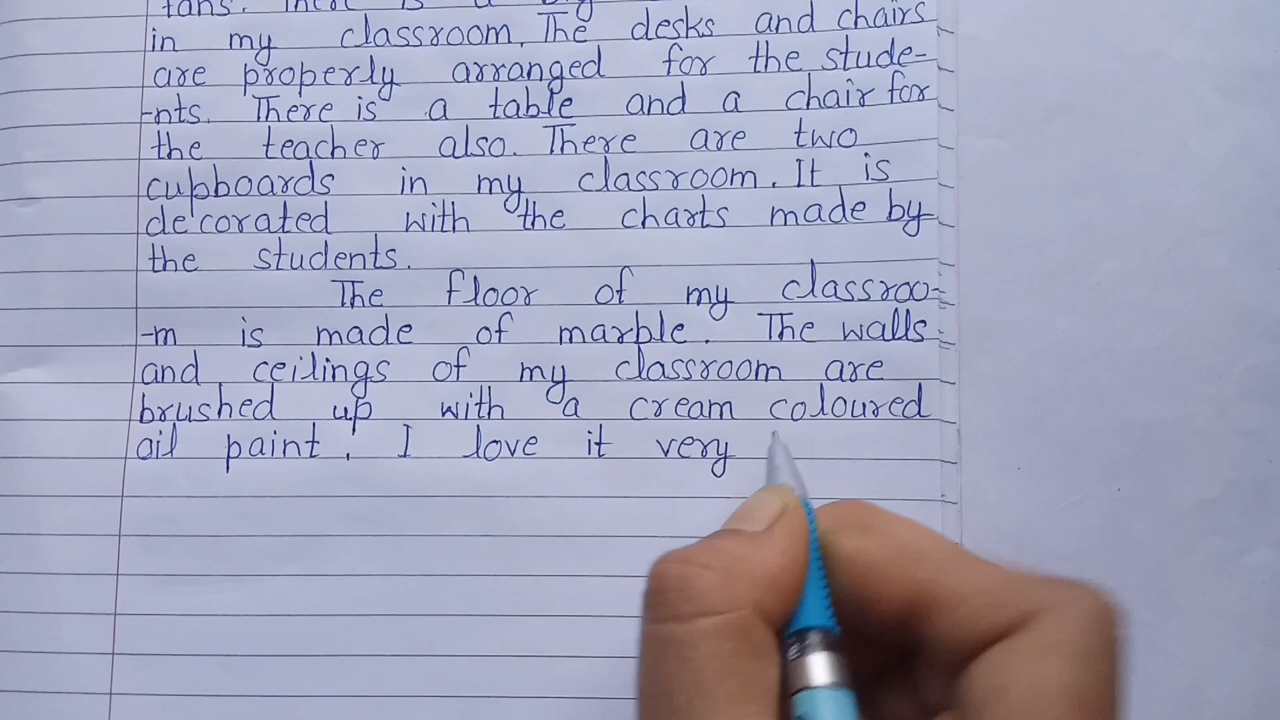 in my classroom. The desks and chairs
are properly arranged for the stude-
-nts. There is a table and a chair for
the teacher also. There are two
cupboards in my classroom. It is
decorated with the charts made by
the students.
The floor of my classroo=
-m is made of marble. The walls
and ceilings of my classroom are
brushed up with a cream coloured
oil paint. I love it very